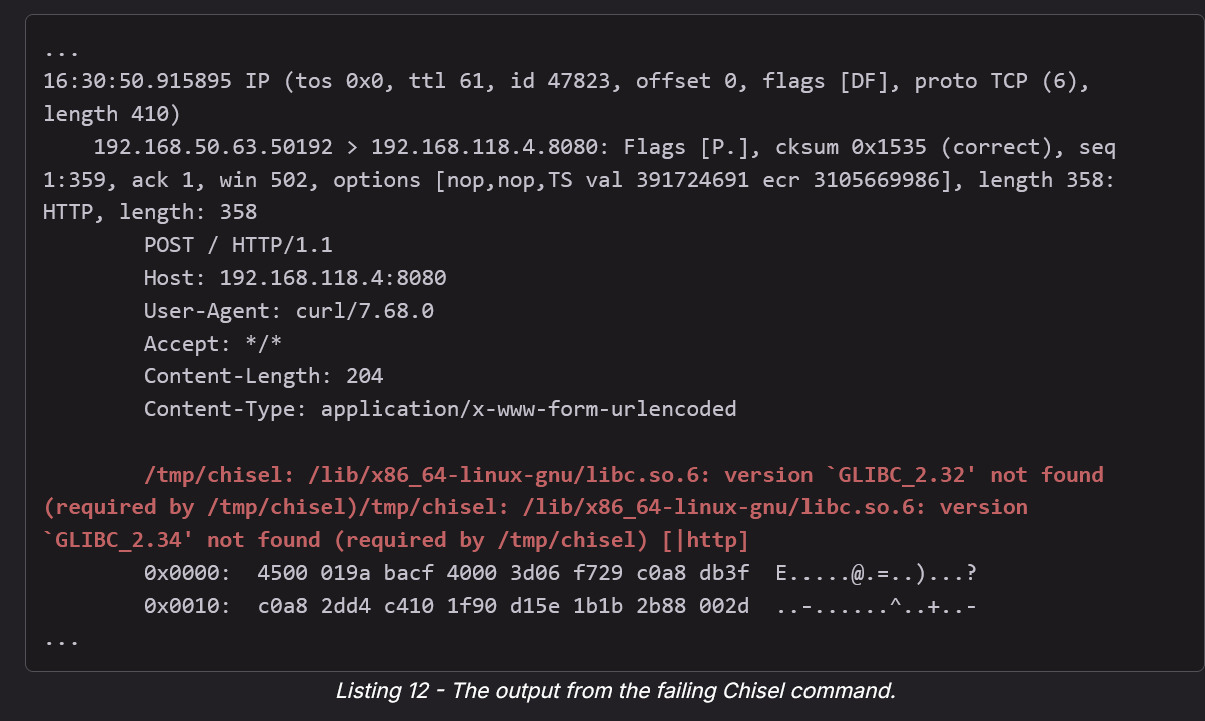 ...
16:30:50.915895 IP (tos 0x0, ttl 61, id 47823, offset 0, flags [DF], proto TCP (6),
length 410)
    192.168.50.63.50192 > 192.168.118.4.8080: Flags [P.], cksum 0x1535 (correct), seq
1:359, ack 1, win 502, options [nop,nop,TS val 391724691 ecr 3105669986], length 358:
HTTP, length: 358
        POST / HTTP/1.1
        Host: 192.168.118.4:8080
        User-Agent: curl/7.68.0
        Accept: */*
        Content-Length: 204
        Content-Type: application/x-www-form-urlencoded

        /tmp/chisel: /lib/x86_64-linux-gnu/libc.so.6: version `GLIBC_2.32' not found
(required by /tmp/chisel)/tmp/chisel: /lib/x86_64-linux-gnu/libc.so.6: version
`GLIBC_2.34' not found (required by /tmp/chisel) [|http]
        0x0000:  4500 019a bacf 4000 3d06 f729 c0a8 db3f  E.....@.=..)...?
        0x0010:  c0a8 2dd4 c410 1f90 d15e 1b1b 2b88 002d  ..-......^..+..-
...
Listing 12 - The output from the failing Chisel command.